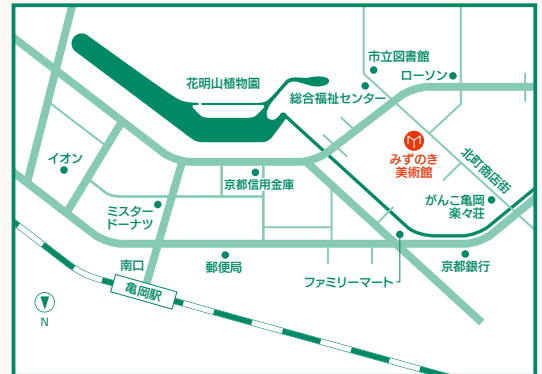 市立図書館
ローソン
花明山植物園
総合福祉センター
みずのき
美術館
北町商店街
イオン
京都信用金庫
がんこ亀岡
楽々荘
ミスター
ドーナツ
南口
郵便局
京都銀行
ファミリーマート
亀岡駅
N